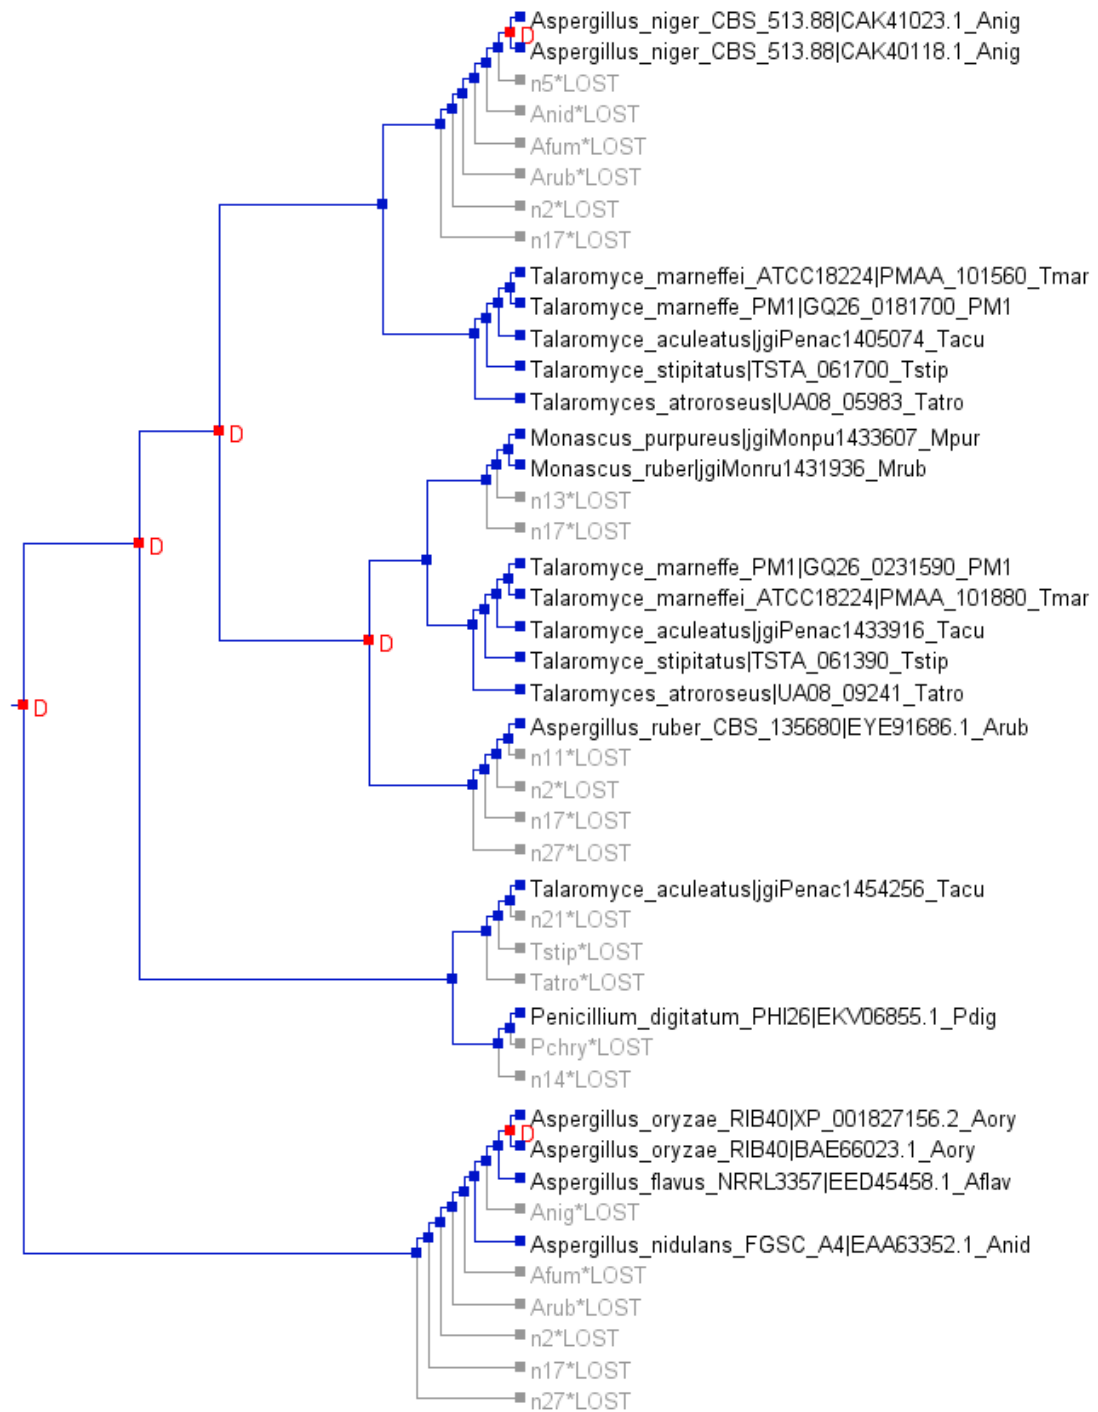 Aspergillus_niger_CBS_513.88|CAK41023.1_Anig
D
Aspergillus_niger_CBS_513.88|CAK40118.1_Anig
n5*LOST
Anid*LOST
Afum*LOST
Arub*LOST
n2*LOST
n17*LOST
Talaromyce_marneffei_ATCC18224|PMAA_101560_Tmar
Talaromyce_marneffe_PM1|GQ26_0181700_PM1
Talaromyce_aculeatus|jgiPenac1405074_Tacu
Talaromyce_stipitatus|TSTA_061700_Tstip
Talaromyces_atroroseus|UA08_05983_Tatro
D
Monascus_purpureus|jgiMonpu1433607_Mpur
Monascus_ruber|jgiMonru1431936_Mrub
n13*LOST
n17*LOST
D
Talaromyce_marneffe_PM1|GQ26_0231590_PM1
Talaromyce_marneffei_ATCC18224|PMAA_101880_Tmar
Talaromyce_aculeatus|jgiPenac1433916_Tacu
D
Talaromyce_stipitatus|TSTA_061390_Tstip
Talaromyces_atroroseus|UA08_09241_Tatro
D
Aspergillus_ruber_CBS_135680|EYE91686.1_Arub
n11*LOST
n2*LOST
n17*LOST
n27*LOST
Talaromyce_aculeatus|jgiPenac1454256_Tacu
n21*LOST
Tstip*LOST
Tatro*LOST
Penicillium_digitatum_PHI26|EKV06855.1_Pdig
Pchry*LOST
n14*LOST
Aspergillus_oryzae_RIB40|XP_001827156.2_Aory
D
Aspergillus_oryzae_RIB40|BAE66023.1_Aory
Aspergillus_flavus_NRRL3357|EED45458.1_Aflav
Anig*LOST
Aspergillus_nidulans_FGSC_A4|EAA63352.1_Anid
Afum*LOST
Arub*LOST
n2*LOST
n17*LOST
n27*LOST